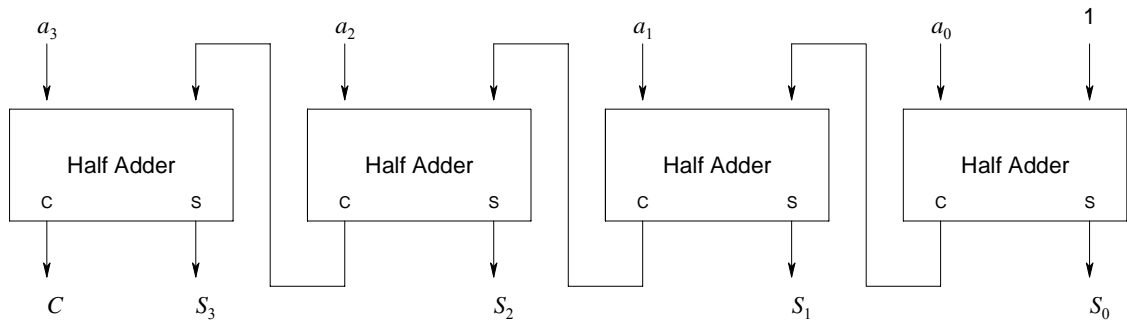 a₃ a₂ a₁ a₀ 1
Half Adder Half Adder Half Adder Half Adder
C S C S C S C S
C S₃ S₂ S₁ S₀